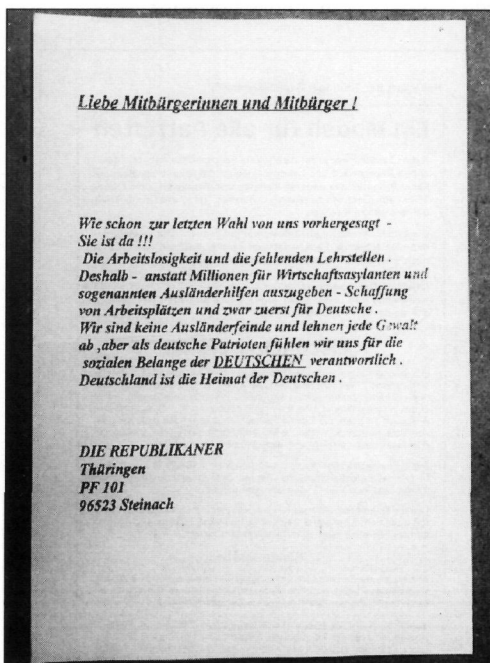 Liebe Mitbürgerinnen und Mitbürger !
Wie schon zur letzten Wahl von uns vorhergesagt -
Sie ist da !!!
Die Arbeitslosigkeit und die fehlenden Lehrstellen .
Deshalb - anstatt Millionen für Wirtschaftsasylanten und
sogenannten Ausländerhilfen auszugeben - Schaffung
von Arbeitsplätzen und zwar zuerst für Deutsche .
Wir sind keine Ausländerfeinde und lehnen jede Gewalt
ab ,aber als deutsche Patrioten fühlen wir uns für die
sozialen Belange der DEUTSCHEN verantwortlich .
Deutschland ist die Heimat der Deutschen .
DIE REPUBLIKANER
Thüringen
PF 101
96523 Steinach